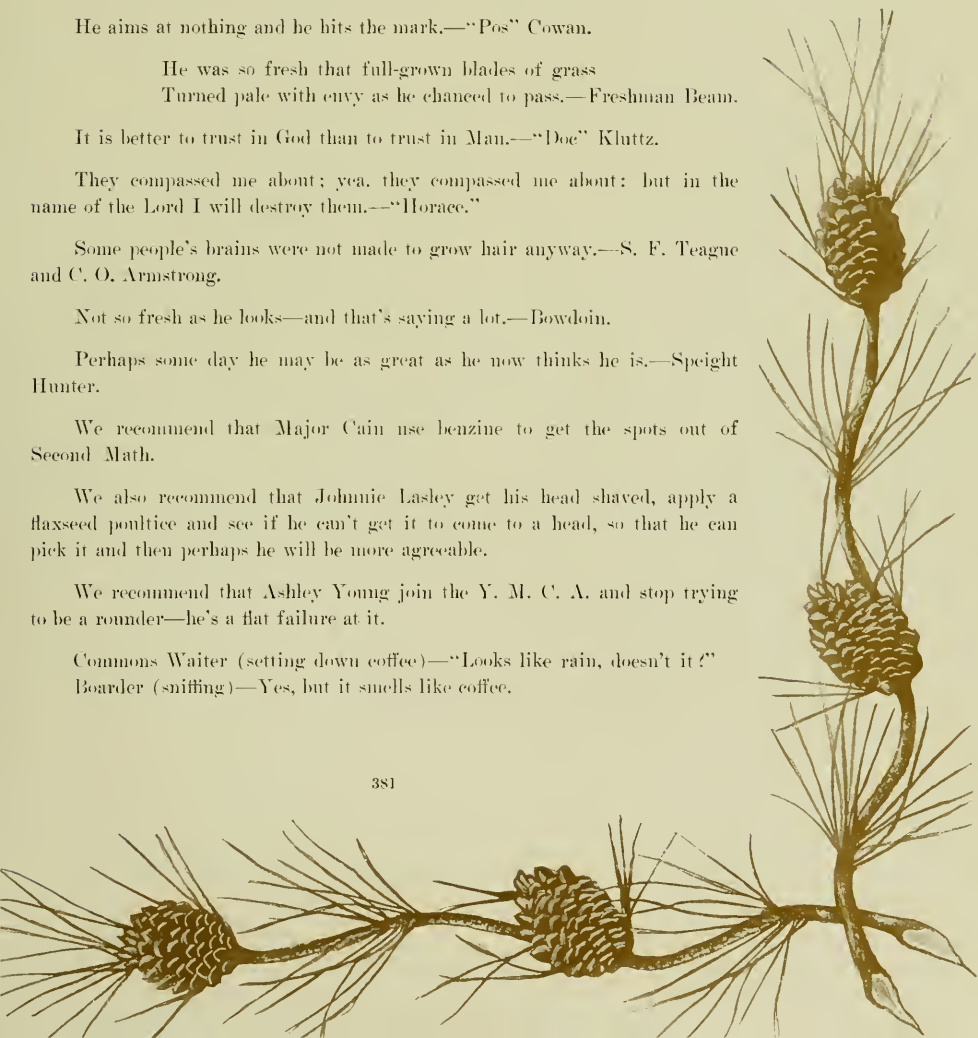 He aims at nothing and he hits the mark.—"Pos" Cowan.
He was so fresh that full-grown blades of grass
Turned pale with envy as he chanced to pass.—Freshman Beam.
It is better to trust in God than to trust in Man.—"Doc" Kluttz.
They compassed me about; yea, they compassed me about: but in the
name of the Lord I will destroy them.—"Horace."
Some people's brains were not made to grow hair anyway.—S. F. Teague
and C. O. Armstrong.
Not so fresh as he looks—and that's saying a lot.—Bowdoin.
Perhaps some day he may be as great as he now thinks he is.—Speight
Hunter.
We recommend that Major Cain use benzine to get the spots out of
Second Math.
We also recommend that Johnnie Lasley get his head shaved, apply a
flaxseed poultice and see if he can't get it to come to a head, so that he can
pick it and then perhaps he will be more agreeable.
We recommend that Ashley Young join the Y. M. C. A. and stop trying
to be a rounder—he's a flat failure at it.
Commons Waiter (setting down coffee)—"Looks like rain, doesn't it?"
Boarder (sniffing)—Yes, but it smells like coffee.
381